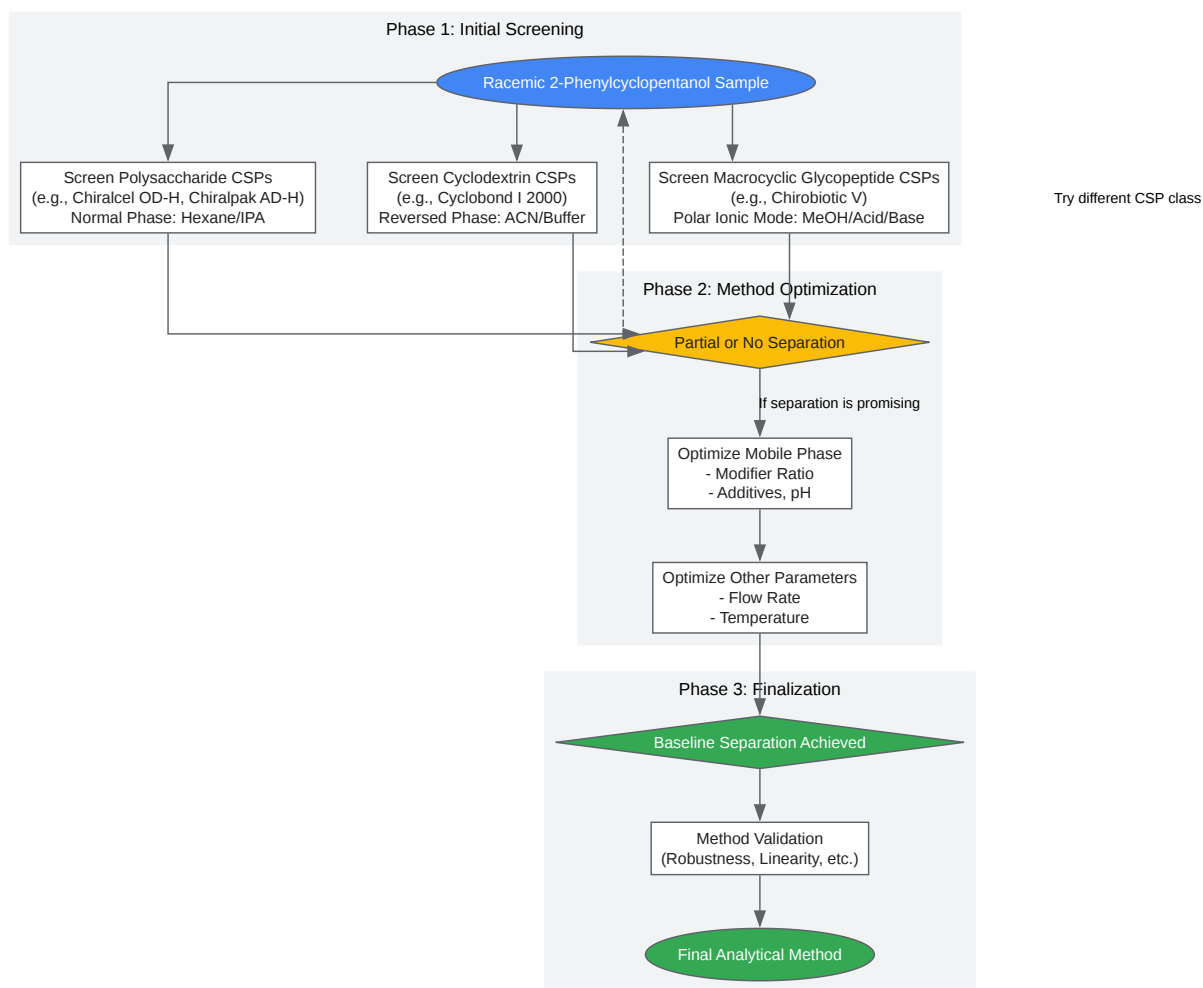 Phase 1: Initial Screening
Racemic 2-Phenylcyclopentanol Sample
Screen Polysaccharide CSPs
(e.g., Chiralcel OD-H, Chiralpak AD-H)
Normal Phase: Hexane/IPA
Screen Cyclodextrin CSPs
(e.g., Cyclobond I 2000)
Reversed Phase: ACN/Buffer
Screen Macrocyclic Glycopeptide CSPs
(e.g., Chirobiotic V)
Polar Ionic Mode: MeOH/Acid/Base
Try different CSP class
Phase 2: Method Optimization
Partial or No Separation
If separation is promising
Optimize Mobile Phase
- Modifier Ratio
- Additives, pH
Optimize Other Parameters
- Flow Rate
- Temperature
Phase 3: Finalization
Baseline Separation Achieved
Method Validation
(Robustness, Linearity, etc.)
Final Analytical Method